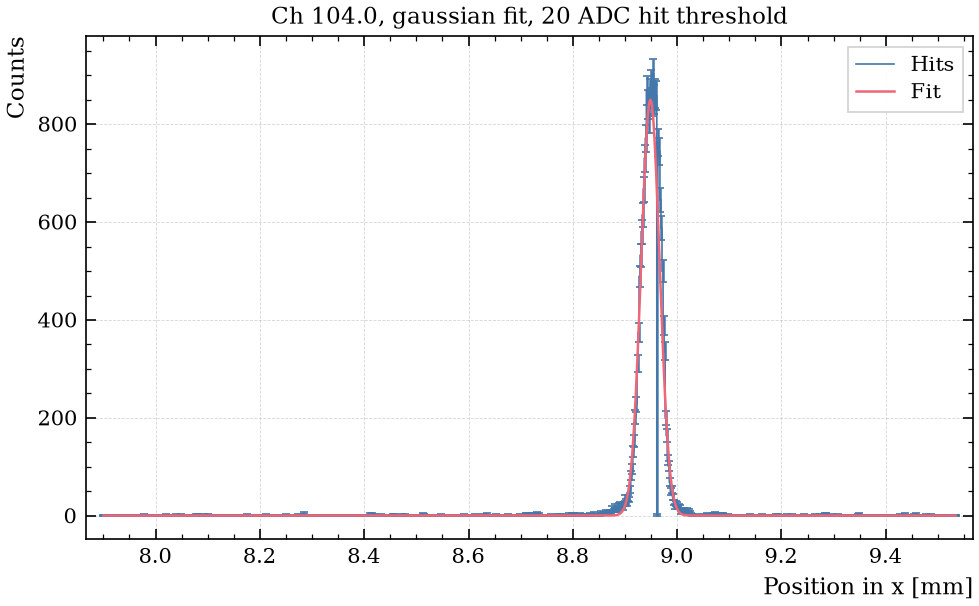 Ch 104.0, gaussian fit, 20 ADC hit threshold
Counts
Hits
Fit
800
600
400
200
0
8.0 8.2 8.4 8.6 8.8 9.0 9.2 9.4
Position in x [mm]